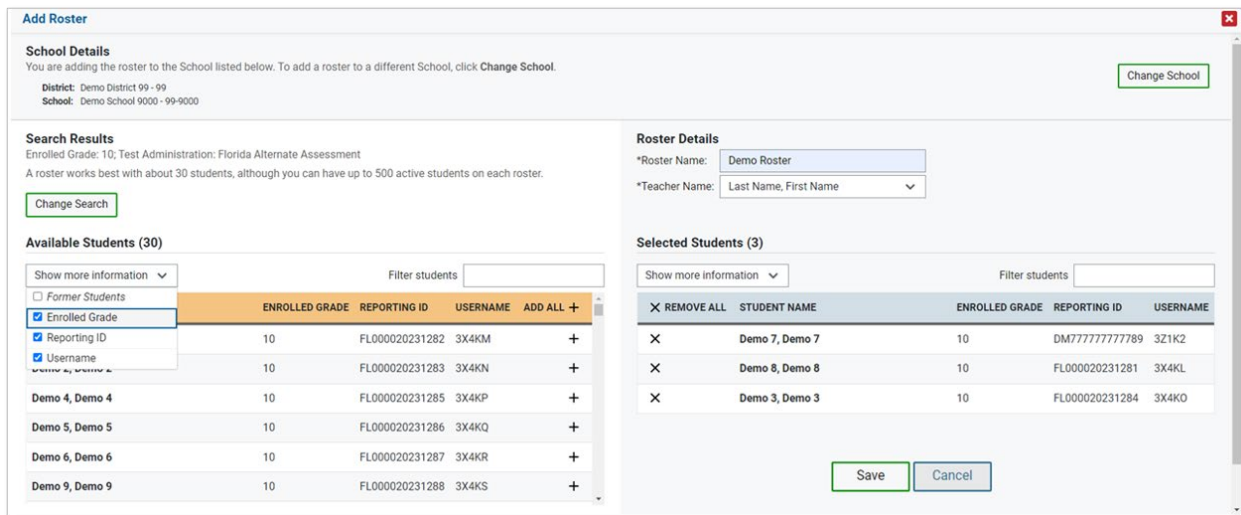 Add Roster
School Details
You are adding the roster to the School listed below. To add a roster to a different School, click Change School.
District: Demo District 99 - 99
School: Demo School 9000 - 99-9000
Change School
Search Results
Enrolled Grade: 10; Test Administration: Florida Alternate Assessment
A roster works best with about 30 students, although you can have up to 500 active students on each roster.
Change Search
Available Students (30)
Show more information
Filter students
Former Students
Enrolled Grade
Reporting ID
Username
ENROLLED GRADE REPORTING ID USERNAME ADD ALL +
10 FL000020231282 3X4KM +
Demo 2, Demo 2 10 FL000020231283 3X4KN +
Demo 4, Demo 4 10 FL000020231285 3X4KP +
Demo 5, Demo 5 10 FL000020231286 3X4KQ +
Demo 6, Demo 6 10 FL000020231287 3X4KR +
Demo 9, Demo 9 10 FL000020231288 3X4KS +
Roster Details
*Roster Name: Demo Roster
*Teacher Name: Last Name, First Name
Selected Students (3)
Show more information
Filter students
X REMOVE ALL STUDENT NAME ENROLLED GRADE REPORTING ID USERNAME
X Demo 7, Demo 7 10 DM777777777789 3Z1K2
X Demo 8, Demo 8 10 FL000020231281 3X4KL
X Demo 3, Demo 3 10 FL000020231284 3X4KO
Save
Cancel